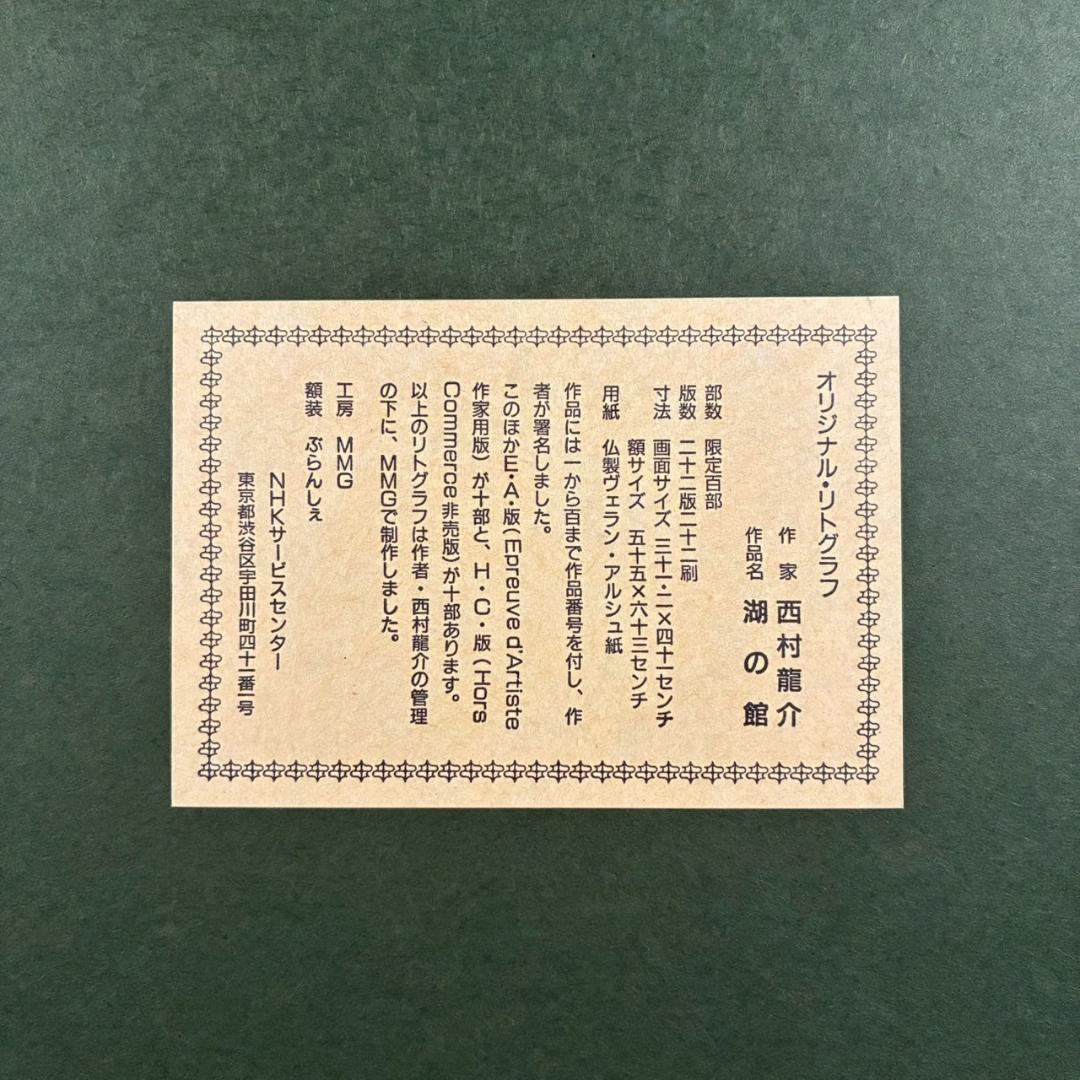 オリジナル・リトグラフ
作 家 西村龍介
作品名 湖の館
部数 限定百部
版数 二十二版二十二刷
寸法 画面サイズ 三十一・二×四十一センチ
額サイズ 五十五×六十三センチ
用紙 仏製ヴェラン・アルシュ紙
作品には一から百まで作品番号を付し、作
者が署名しました。
このほかE・A・版(Epreuve d'Artiste
作家用版)が十部と、H・C・版(Hors
Commerce 非売版)が十部あります。
以上のリトグラフは作者・西村龍介の管理
の下に、MMGで制作しました。
工房 MMG
額装 ぶらんしぇ
NHKサービスセンター
東京都渋谷区宇田川町四十一番一号